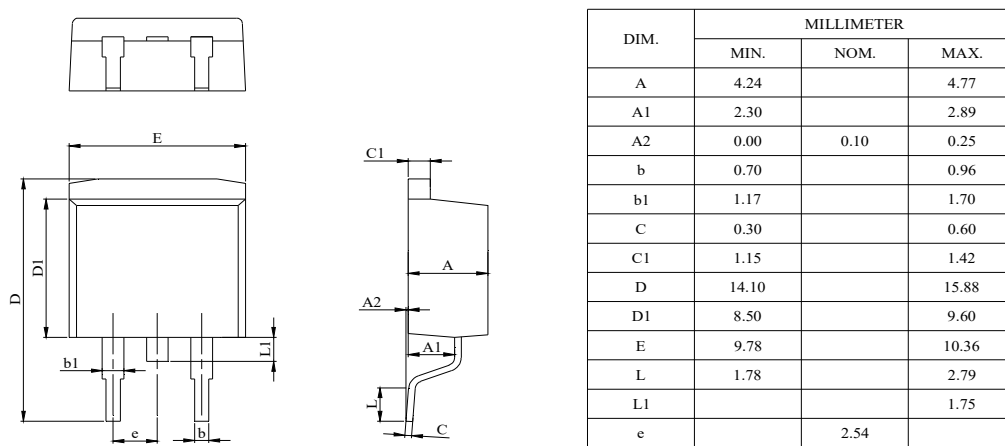 E
D
D1
b1
L1
e
b
C1
A
A2
A1
L
C
DIM. MILLIMETER
MIN. NOM. MAX.
A 4.24 4.77
A1 2.30 2.89
A2 0.00 0.10 0.25
b 0.70 0.96
b1 1.17 1.70
C 0.30 0.60
C1 1.15 1.42
D 14.10 15.88
D1 8.50 9.60
E 9.78 10.36
L 1.78 2.79
L1 1.75
e 2.54